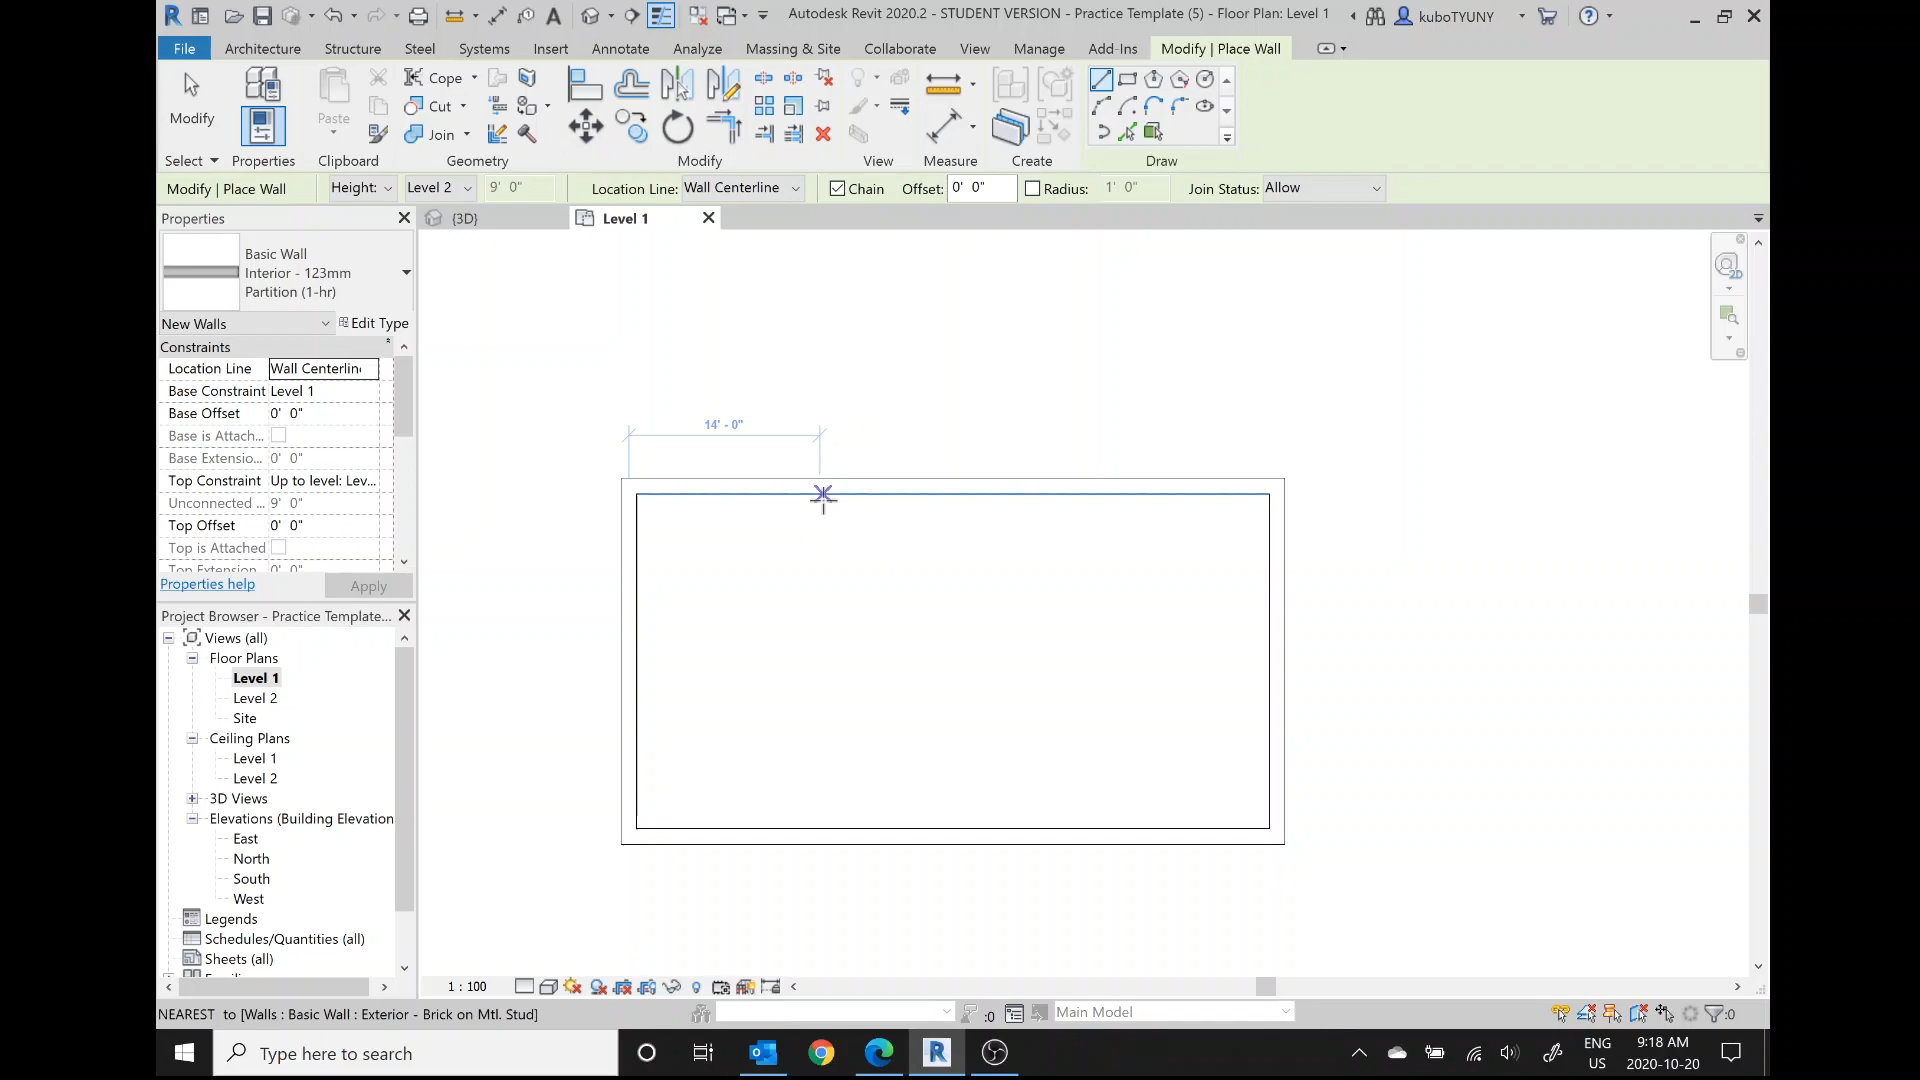 Autodesk Revit 2020.2 - STUDENT VERSION - Practice Template (5) - Floor Plan: Level 1
kuboTYUNY
File
Architecture
Structure
Steel
Systems
Insert
Annotate
Analyze
Massing & Site
Collaborate
View
Manage
Add-Ins
Modify | Place Wall
Modify
Paste
Cope
Cut
Join
Select
Properties
Clipboard
Geometry
Modify
View
Measure
Create
Draw
Modify | Place Wall
Height:
Level 2
9' 0"
Location Line:
Wall Centerline
Chain
Offset:
0' 0"
Radius:
1' 0"
Join Status:
Allow
Properties
{3D}
Level 1
Basic Wall
Interior - 123mm
Partition (1-hr)
New Walls
Edit Type
Constraints
Location Line Wall Centerlin
Base Constraint Level 1
Base Offset 0' 0"
Base is Attach...
Base Extensio... 0' 0"
Top Constraint Up to level: Lev...
Unconnected ... 9' 0"
Top Offset 0' 0"
Top is Attached
Top Extension 0' 0"
Properties help
Apply
Project Browser - Practice Template...
Views (all)
Floor Plans
Level 1
Level 2
Site
Ceiling Plans
Level 1
Level 2
3D Views
Elevations (Building Elevation
East
North
South
West
Legends
Schedules/Quantities (all)
Sheets (all)
14' - 0"
2D
1 : 100
NEAREST to [Walls : Basic Wall : Exterior - Brick on Mtl. Stud]
:0
Main Model
:0
Type here to search
ENG
US
9:18 AM
2020-10-20